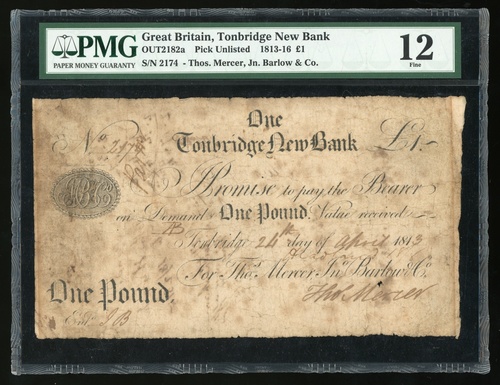 PMG
PAPER MONEY GUARANTY
Great Britain, Tonbridge New Bank
OUT2182a Pick Unlisted 1813-16 £1
S/N 2174 - Thos. Mercer, Jn. Barlow & Co.
12
Fine
One
No. 2174
Tonbridge New Bank £1:-
I Promise to pay the Bearer
on Demand One Pound, Value received
Tonbridge 24th day of April 1813
For Thos. Mercer, Jno. Barlow & Co.
One Pound. Thos Mercer
Entd